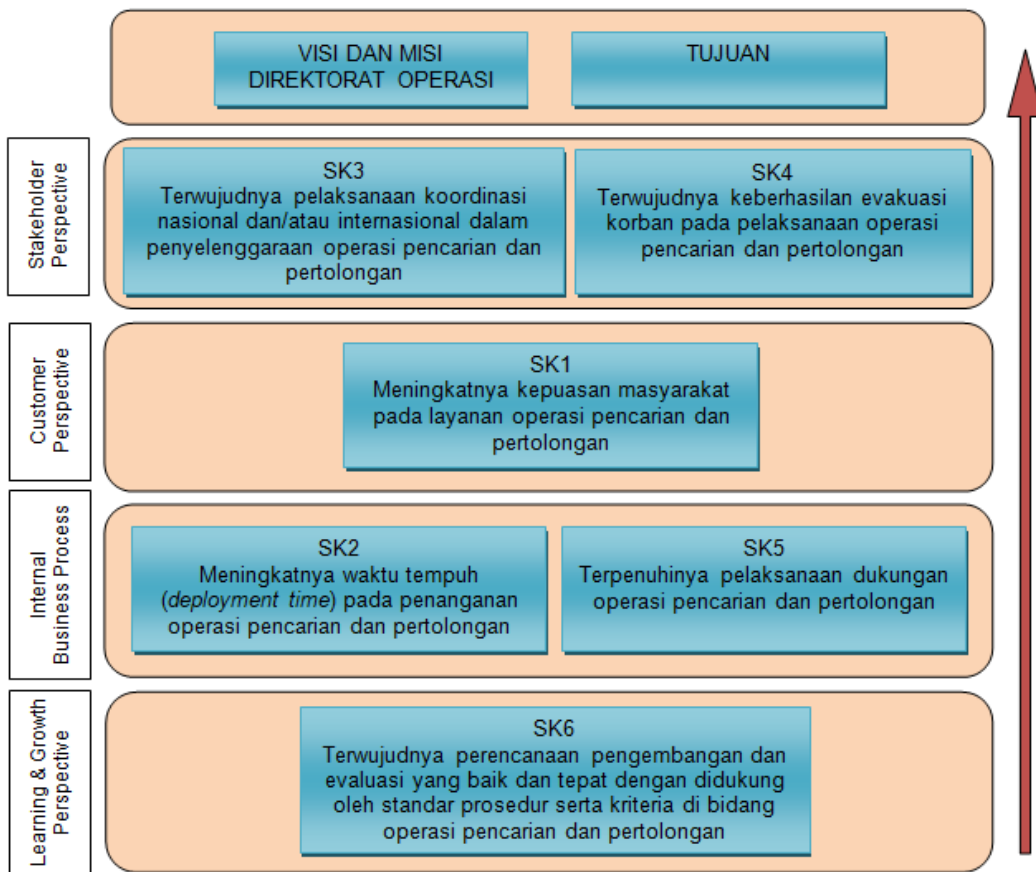 VISI DAN MISI
DIREKTORAT OPERASI
TUJUAN
Stakeholder
Perspective
SK3
Terwujudnya pelaksanaan koordinasi
nasional dan/atau internasional dalam
penyelenggaraan operasi pencarian dan
pertolongan
SK4
Terwujudnya keberhasilan evakuasi
korban pada pelaksanaan operasi
pencarian dan pertolongan
Customer
Perspective
SK1
Meningkatnya kepuasan masyarakat
pada layanan operasi pencarian dan
pertolongan
Internal
Business Process
SK2
Meningkatnya waktu tempuh
(deployment time) pada penanganan
operasi pencarian dan pertolongan
SK5
Terpenuhinya pelaksanaan dukungan
operasi pencarian dan pertolongan
Learning & Growth
Perspective
SK6
Terwujudnya perencanaan pengembangan dan
evaluasi yang baik dan tepat dengan didukung
oleh standar prosedur serta kriteria di bidang
operasi pencarian dan pertolongan